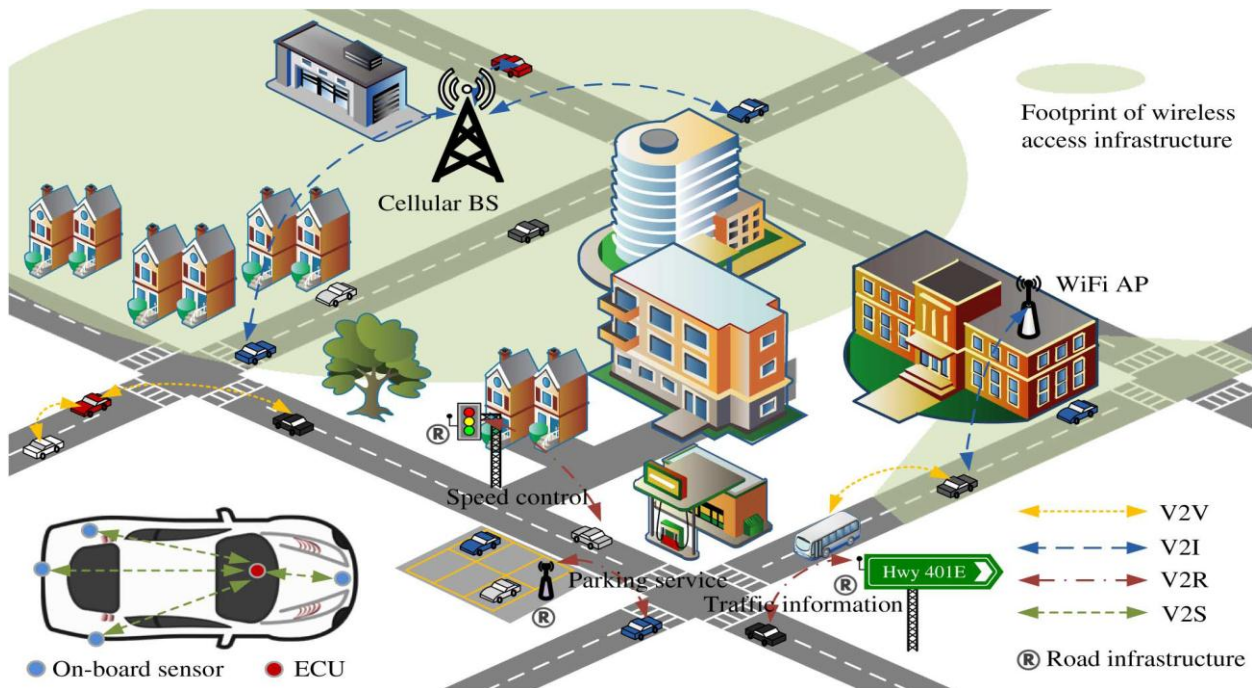 Footprint of wireless
access infrastructure
Cellular BS
WiFi AP
®
Speed control
Parking service
®
Traffic information
®
Hwy 401E
V2V
V2I
V2R
V2S
® Road infrastructure
On-board sensor
ECU